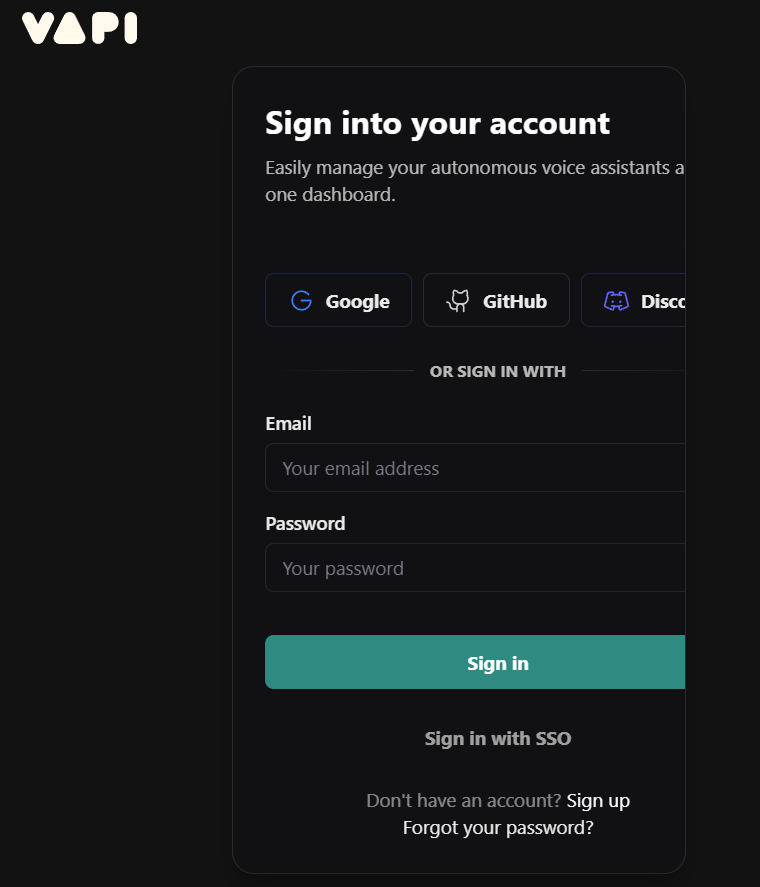 VAPI
Sign into your account
Easily manage your autonomous voice assistants a
one dashboard.
Google
GitHub
Disco
OR SIGN IN WITH
Email
Your email address
Password
Your password
Sign in
Sign in with SSO
Don't have an account? Sign up
Forgot your password?